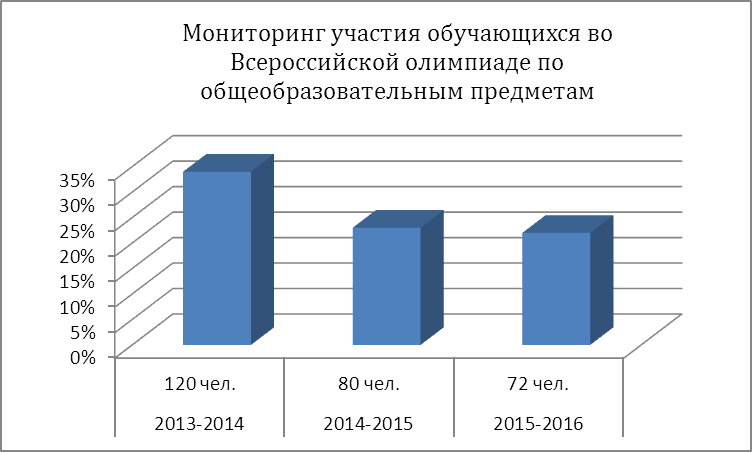 Мониторинг участия обучающихся во
Всероссийской олимпиаде по
общеобразовательным предметам
35%
30%
25%
20%
15%
10%
5%
0%
120 чел. 80 чел. 72 чел.
2013-2014 2014-2015 2015-2016